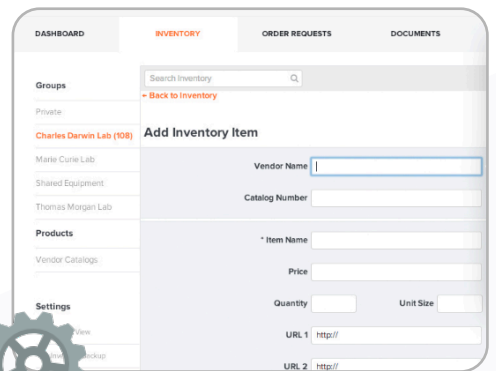 DASHBOARD INVENTORY ORDER REQUESTS DOCUMENTS
Groups
Private
Charles Darwin Lab (108)
Marie Curie Lab
Shared Equipment
Thomas Morgan Lab
Products
Vendor Catalogs
Settings
View
Search Inventory
- Back to Inventory
Add Inventory Item
Vendor Name
Catalog Number
* Item Name
Price
Quantity Unit Size
URL 1 http://
URL 2 http://